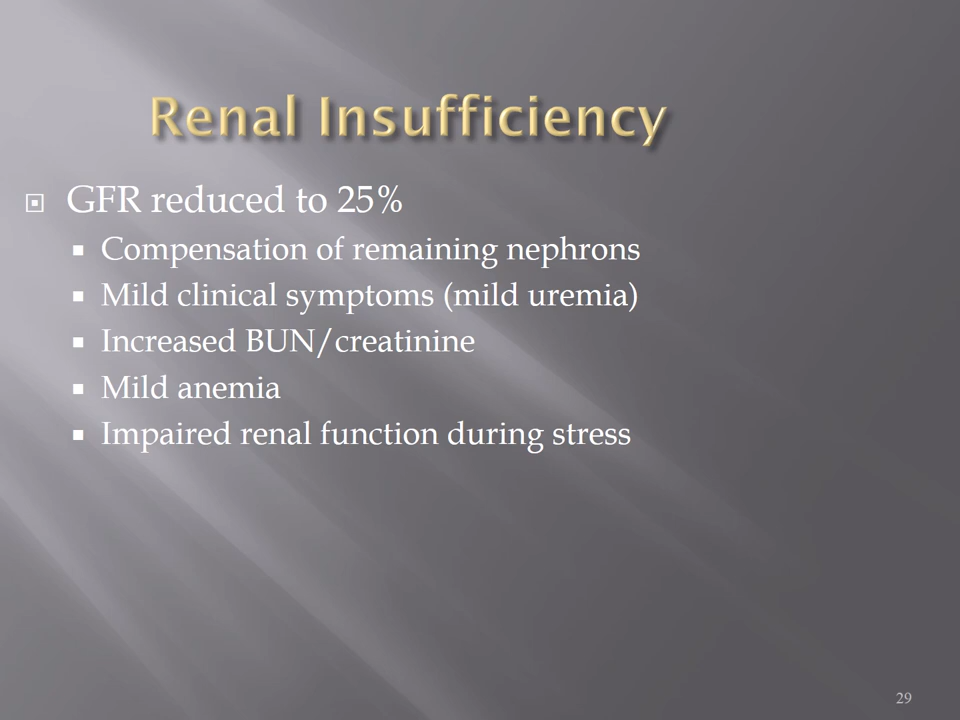 Renal Insufficiency
GFR reduced to 25%
Compensation of remaining nephrons
Mild clinical symptoms (mild uremia)
Increased BUN/creatinine
Mild anemia
Impaired renal function during stress
29